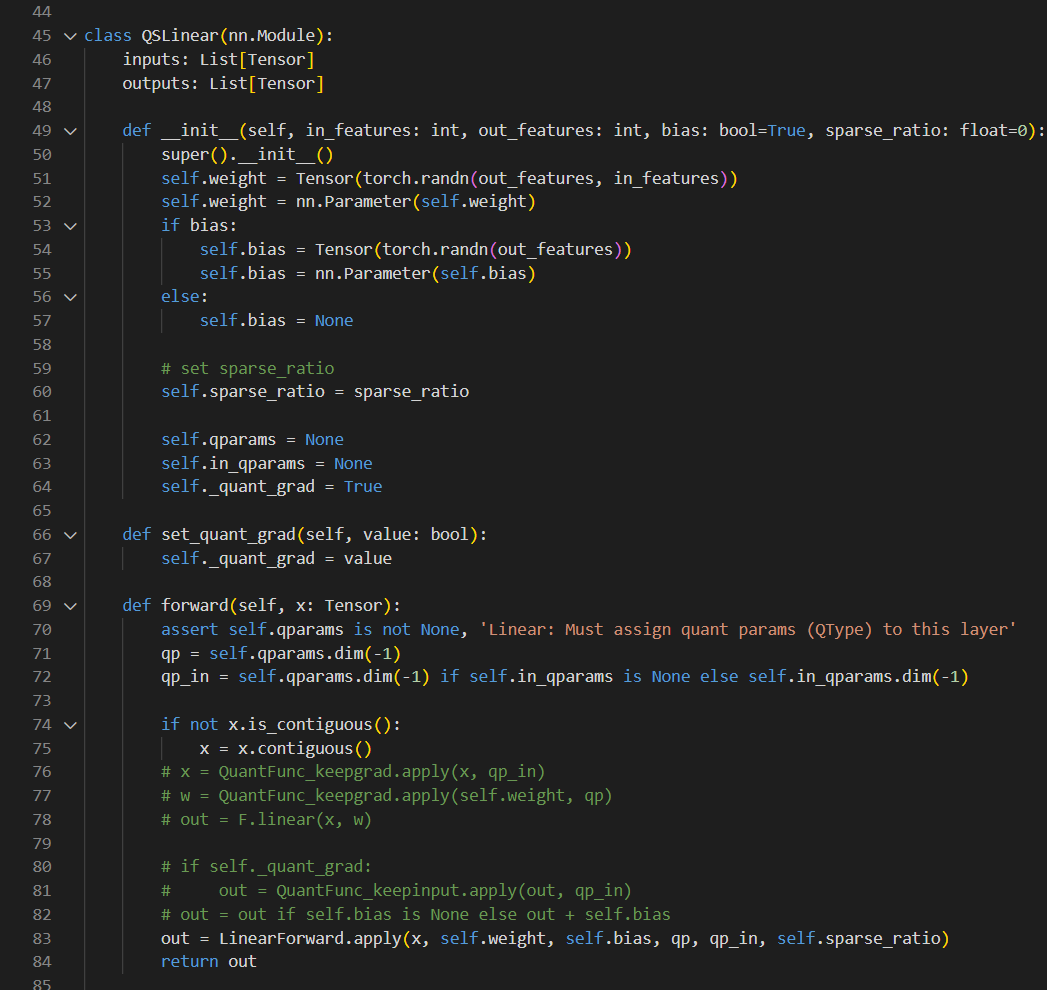 44
45 class QSLinear(nn.Module):
46     inputs: List[Tensor]
47     outputs: List[Tensor]
48
49     def __init__(self, in_features: int, out_features: int, bias: bool=True, sparse_ratio: float=0):
50         super().__init__()
51         self.weight = Tensor(torch.randn(out_features, in_features))
52         self.weight = nn.Parameter(self.weight)
53         if bias:
54             self.bias = Tensor(torch.randn(out_features))
55             self.bias = nn.Parameter(self.bias)
56         else:
57             self.bias = None
58
59         # set sparse_ratio
60         self.sparse_ratio = sparse_ratio
61
62         self.qparams = None
63         self.in_qparams = None
64         self._quant_grad = True
65
66     def set_quant_grad(self, value: bool):
67         self._quant_grad = value
68
69     def forward(self, x: Tensor):
70         assert self.qparams is not None, 'Linear: Must assign quant params (QType) to this layer'
71         qp = self.qparams.dim(-1)
72         qp_in = self.qparams.dim(-1) if self.in_qparams is None else self.in_qparams.dim(-1)
73
74         if not x.is_contiguous():
75             x = x.contiguous()
76         # x = QuantFunc_keepgrad.apply(x, qp_in)
77         # w = QuantFunc_keepgrad.apply(self.weight, qp)
78         # out = F.linear(x, w)
79
80         # if self._quant_grad:
81         #     out = QuantFunc_keepinput.apply(out, qp_in)
82         # out = out if self.bias is None else out + self.bias
83         out = LinearForward.apply(x, self.weight, self.bias, qp, qp_in, self.sparse_ratio)
84         return out
85